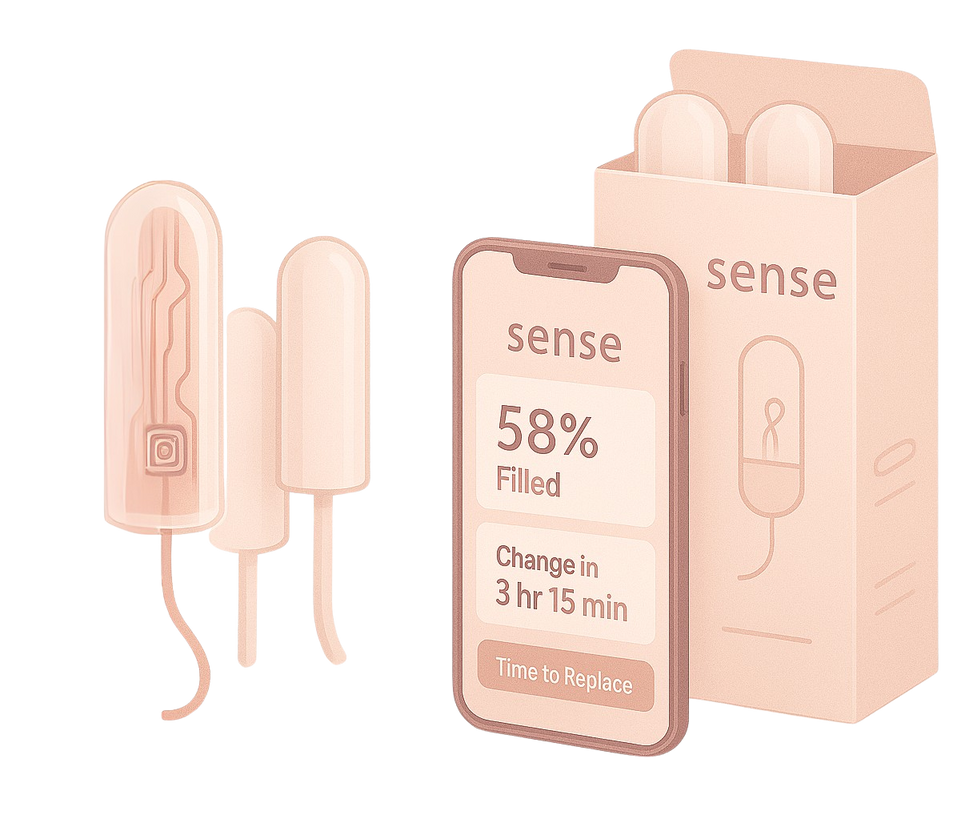 sense
58%
Filled
Change in
3 hr 15 min
Time to Replace
sense